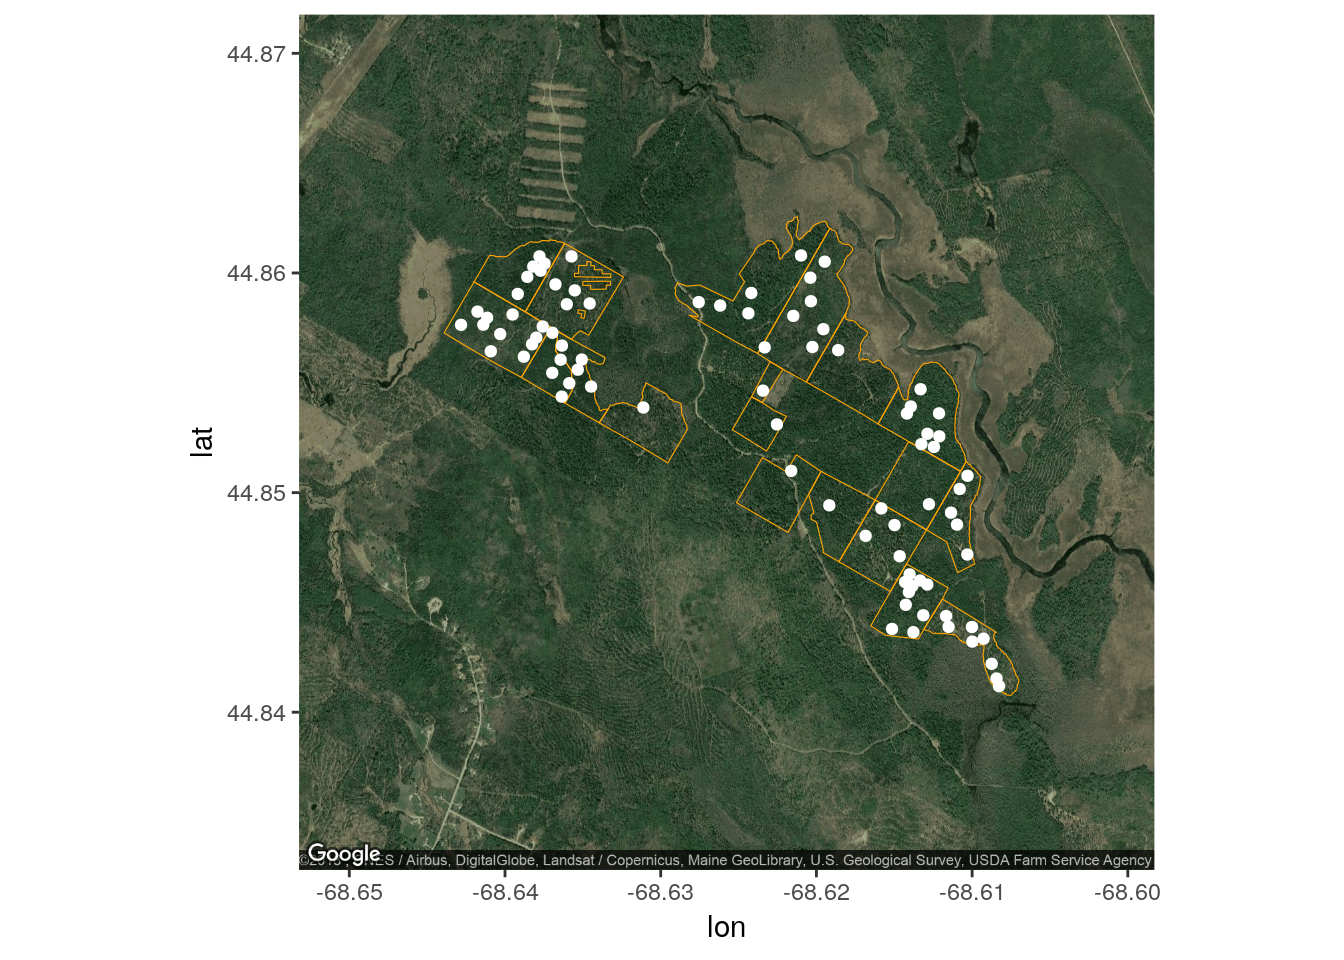 44.87
44.86
44.85
44.84
lat
Google
/ Airbus, DigitalGlobe, Landsat / Copernicus, Maine GeoLibrary, U.S. Geological Survey, USDA Farm Service Agency
-68.65 -68.64 -68.63 -68.62 -68.61 -68.60
lon